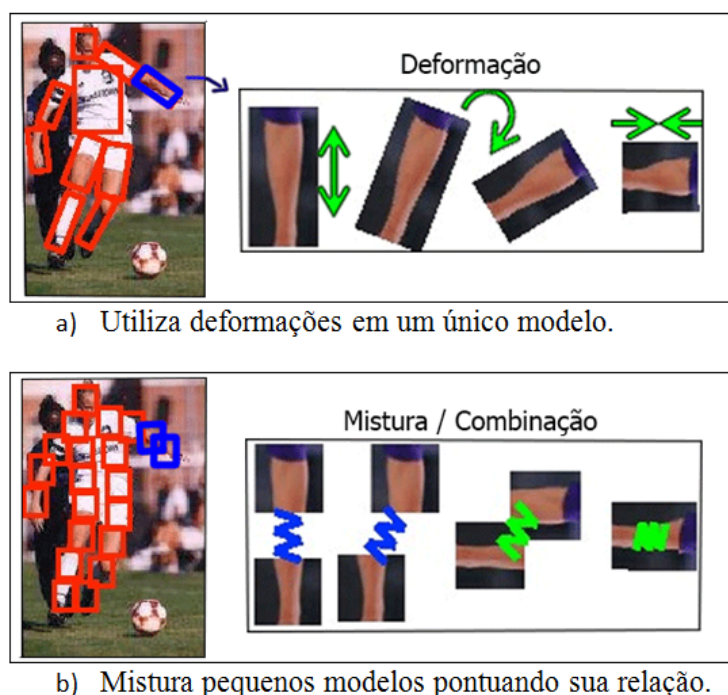 Deformação
a) Utiliza deformações em um único modelo.
Mistura / Combinação
b) Mistura pequenos modelos pontuando sua relação.